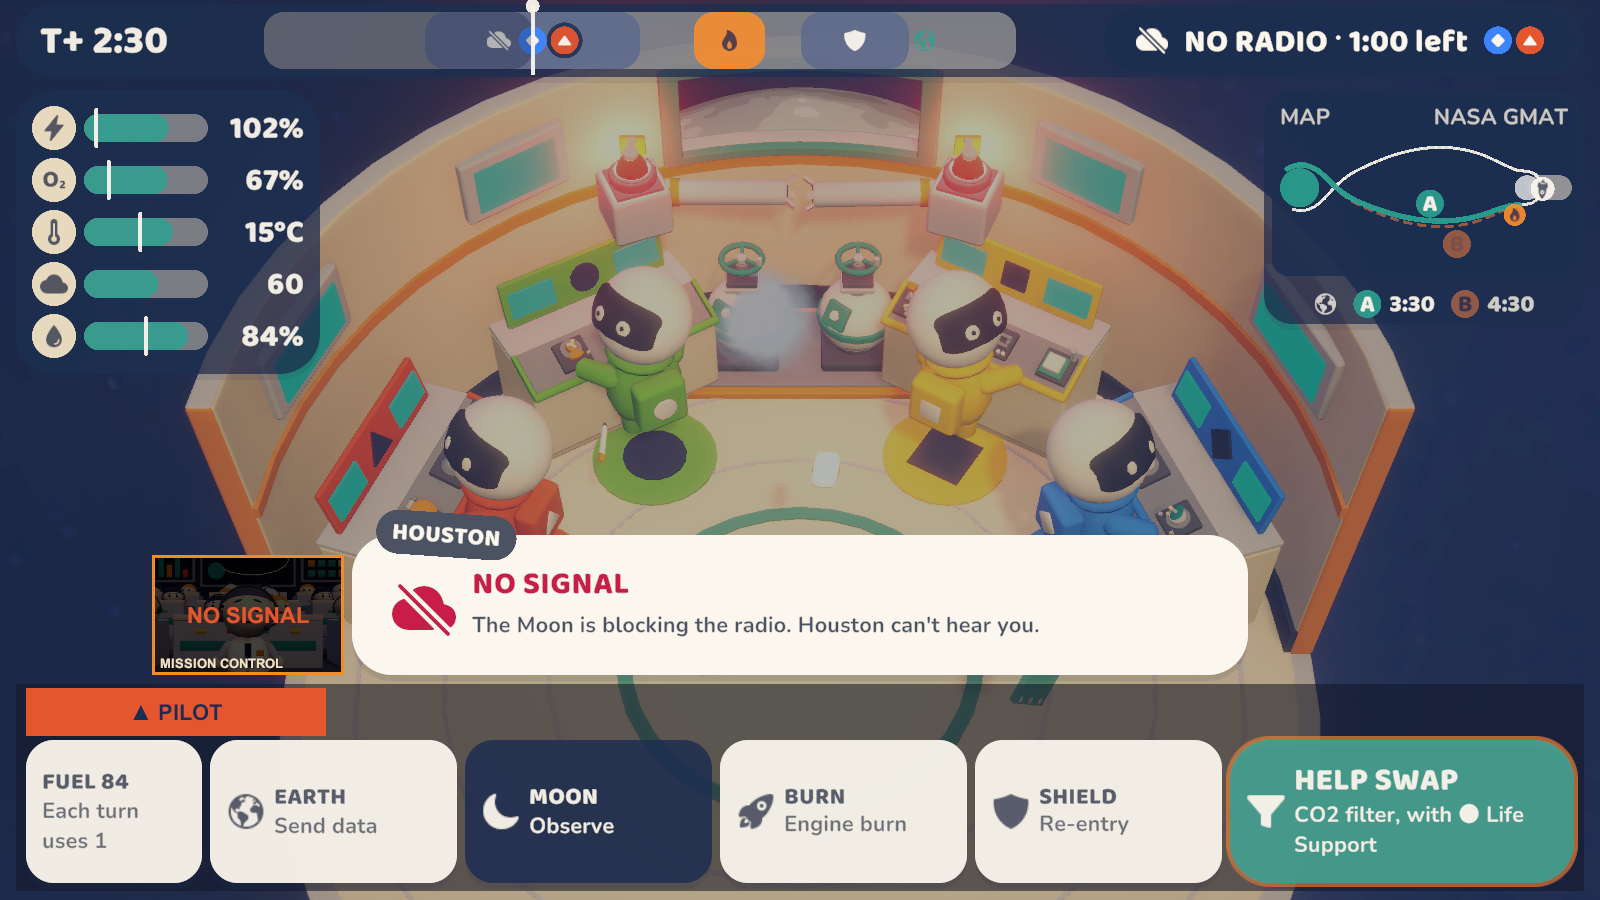 T+ 2:30
NO RADIO · 1:00 left
102%
O₂ 67%
15°C
60
84%
MAP NASA GMAT
A
B
A 3:30 B 4:30
HOUSTON
NO SIGNAL
The Moon is blocking the radio. Houston can't hear you.
NO SIGNAL
MISSION CONTROL
▲ PILOT
FUEL 84
Each turn
uses 1
EARTH
Send data
MOON
Observe
BURN
Engine burn
SHIELD
Re-entry
HELP SWAP
CO2 filter, with ● Life
Support